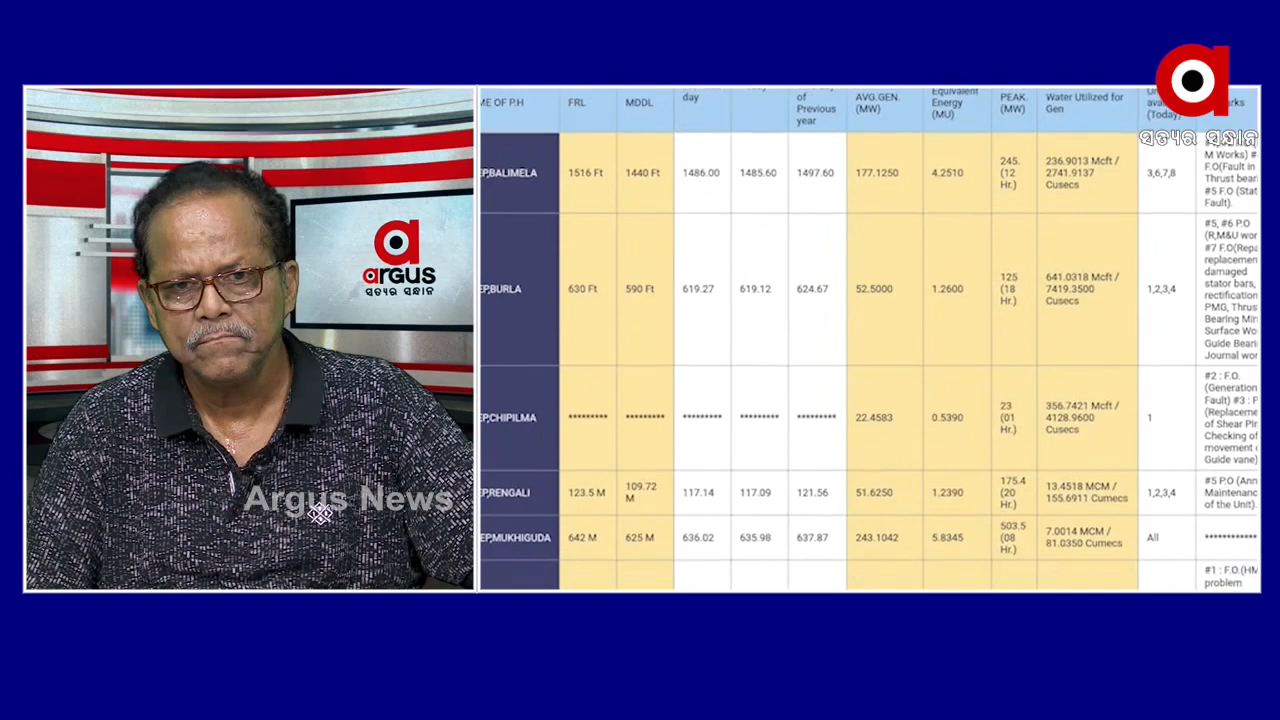 ସତ୍ୟର ସନ୍ଧାନ
ARGUS
ସତ୍ୟର ସନ୍ଧାନ
Argus News
ME OF P.H FRL MDDL day of Previous year AVG.GEN. (MW) Equivalent Energy (MU) PEAK. (MW) Water Utilized for Gen (Today)
EP,BALIMELA 1516 Ft 1440 Ft 1486.00 1485.60 1497.60 177.1250 4.2510 245. (12 Hr.) 236.9013 Mcft / 2741.9137 Cusecs 3,6,7,8 M Works) # F.O(Fault in Thrust bear #5 F.O (Stat Fault).
EP,BURLA 630 Ft 590 Ft 619.27 619.12 624.67 52.5000 1.2600 125 (18 Hr.) 641.0318 Mcft / 7419.3500 Cusecs 1,2,3,4 #5, #6 P.O (R,M&U wor #7 F.O(Repa replacement damaged stator bars, rectification PMG, Thrus Bearing Mir Surface Wo Guide Beari Journal wor
EP,CHIPILMA ********* ********* ********* ********* ********* 22.4583 0.5390 23 (01 Hr.) 356.7421 Mcft / 4128.9600 Cusecs 1 #2 : F.O. (Generation Fault) #3 : P (Replaceme of Shear Pin Checking of movement o Guide vane)
EP,RENGALI 123.5 M 109.72 M 117.14 117.09 121.56 51.6250 1.2390 175.4 (20 Hr.) 13.4518 MCM / 155.6911 Cumecs 1,2,3,4 #5 P.O (Ann Maintenanc of the Unit).
EP,MUKHIGUDA 642 M 625 M 636.02 635.98 637.87 243.1042 5.8345 503.5 (08 Hr.) 7.0014 MCM / 81.0350 Cumecs All ************
#1 : F.O.(HM problem